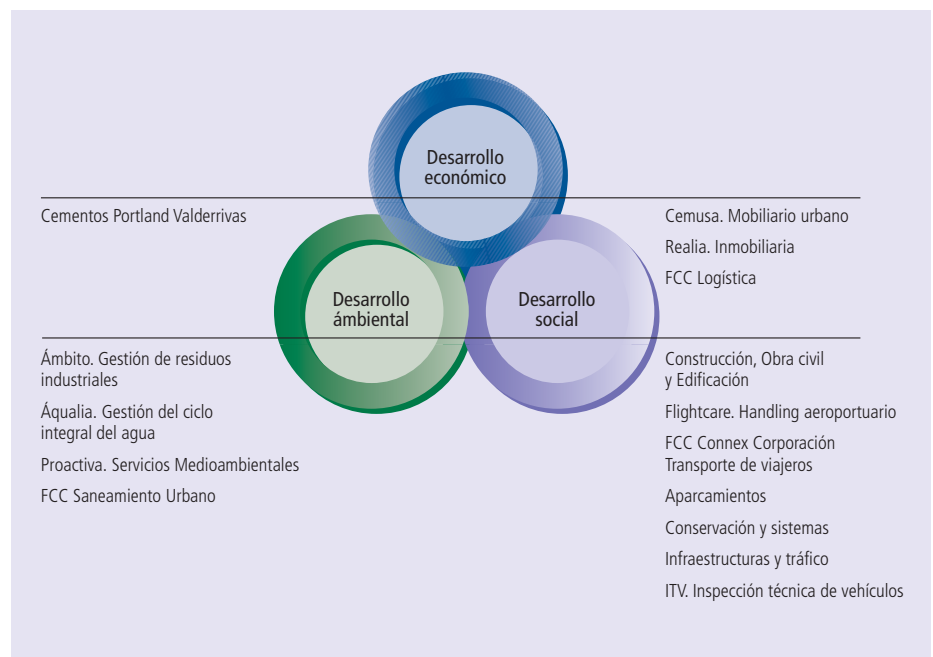 Desarrollo
económico
Cementos Portland Valderrivas
Cemusa. Mobiliario urbano
Realia. Inmobiliaria
FCC Logística
Desarrollo
ámbiental
Desarrollo
social
Ámbito. Gestión de residuos
industriales
Áqualia. Gestión del ciclo
integral del agua
Proactiva. Servicios Medioambientales
FCC Saneamiento Urbano
Construcción, Obra civil
y Edificación
Flightcare. Handling aeroportuario
FCC Connex Corporación
Transporte de viajeros
Aparcamientos
Conservación y sistemas
Infraestructuras y tráfico
ITV. Inspección técnica de vehículos